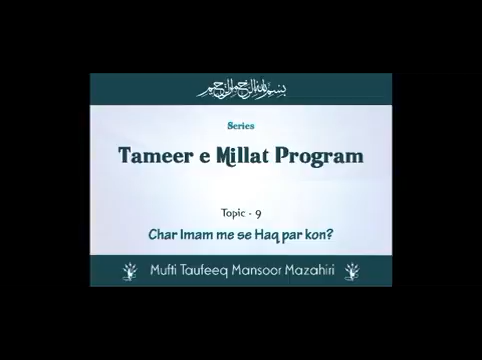 بسم الله الرحمن الرحيم
Series
Tameer e Millat Program
Topic - 9
Char Imam me se Haq par kon?
Mufti Taufeeq Mansoor Mazahiri